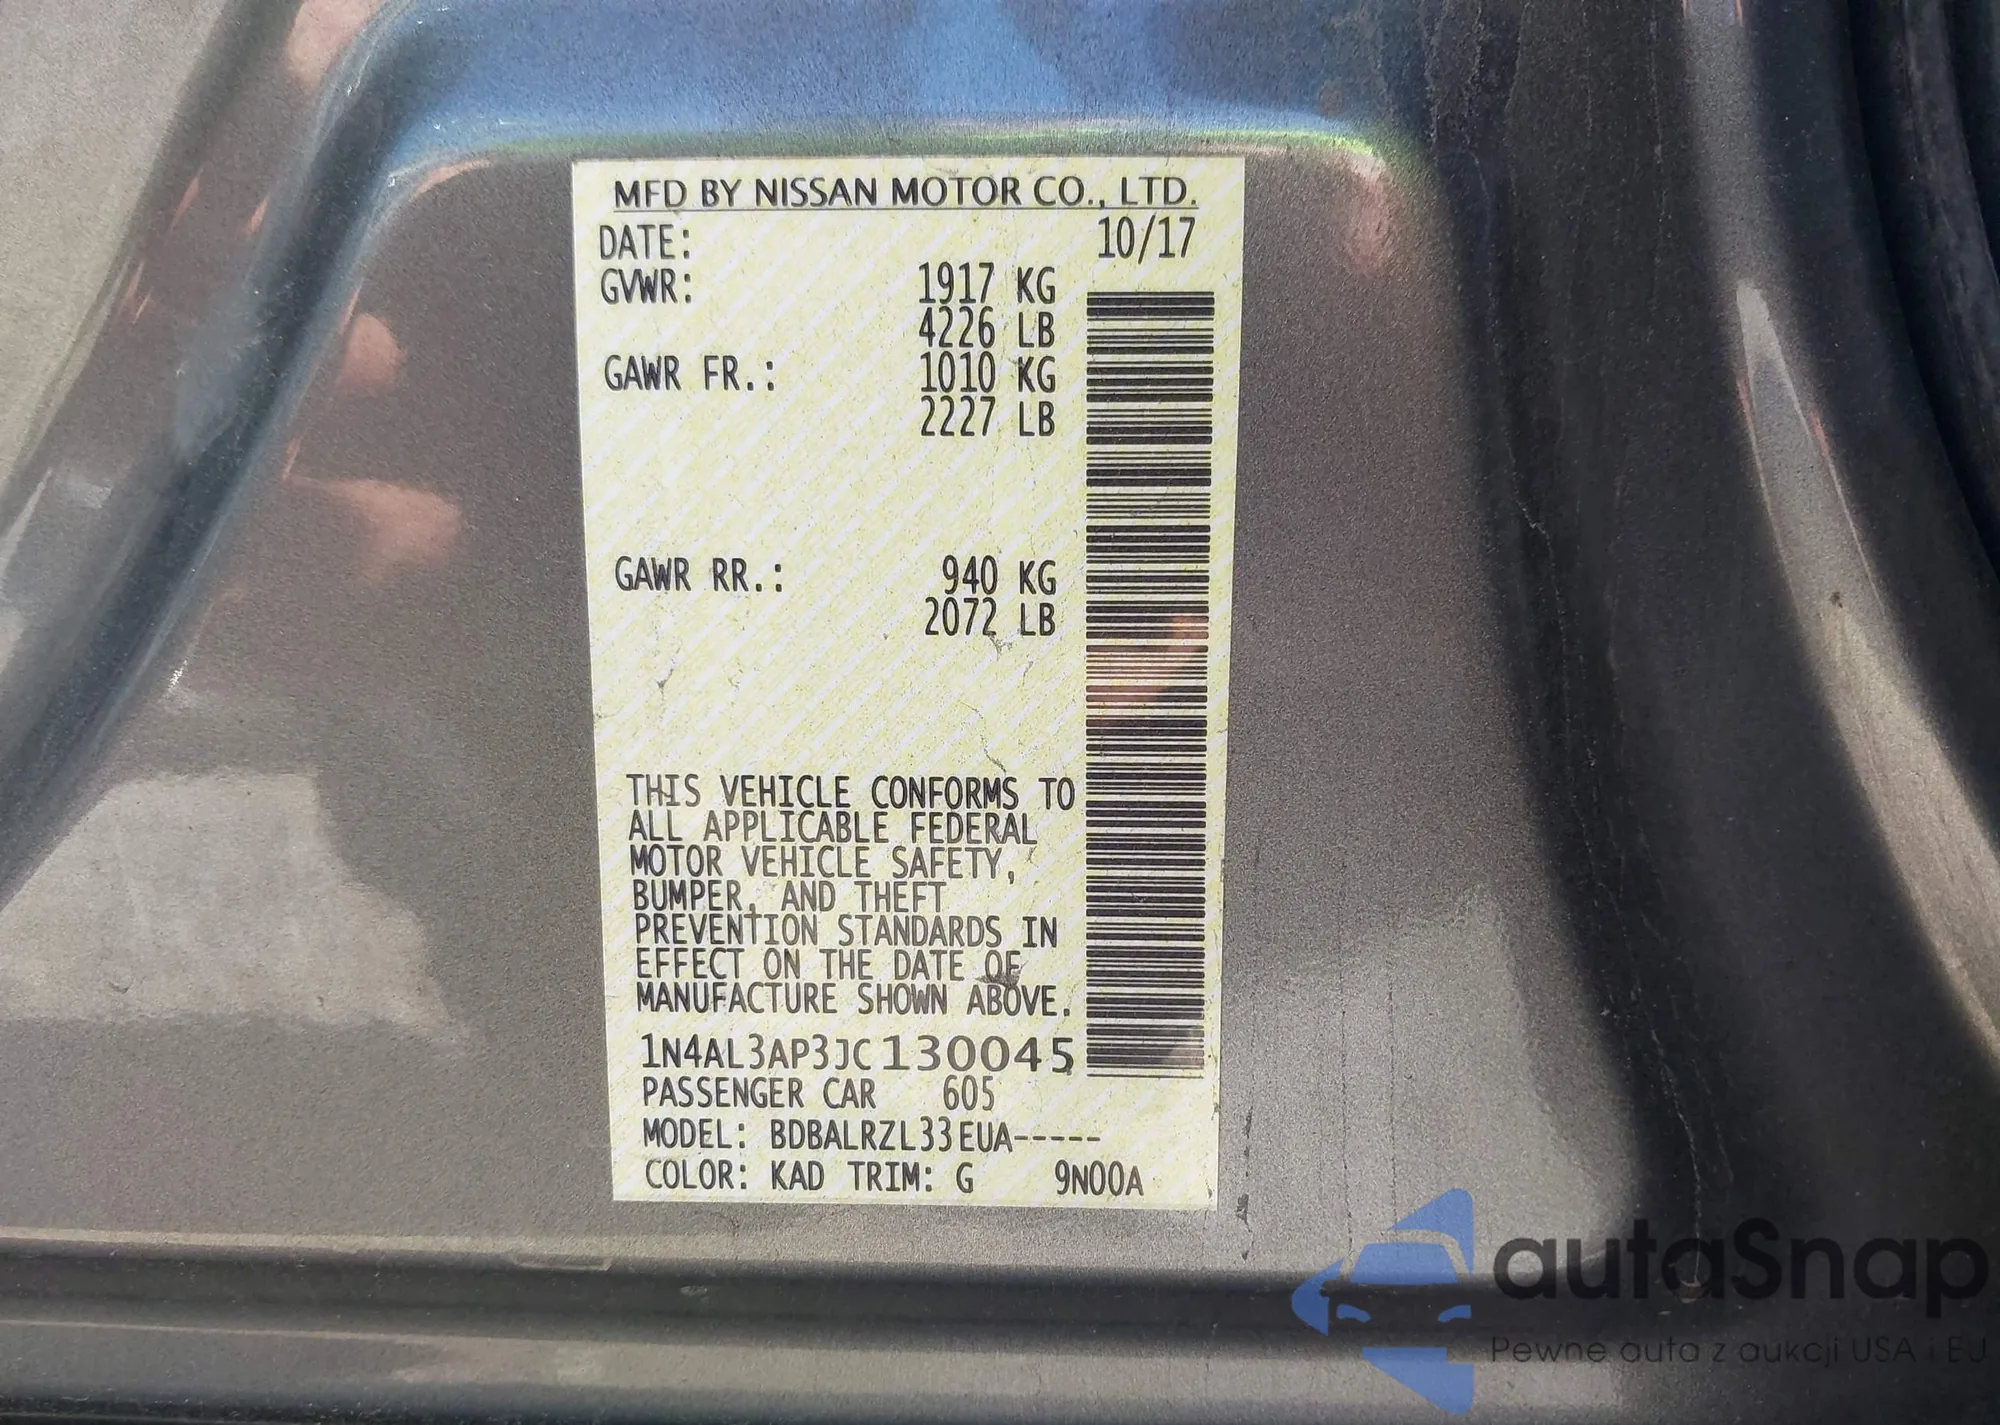 MFD BY NISSAN MOTOR CO., LTD.
DATE: 10/17
GVWR: 1917 KG
4226 LB
GAWR FR.: 1010 KG
2227 LB
GAWR RR.: 940 KG
2072 LB
THIS VEHICLE CONFORMS TO
ALL APPLICABLE FEDERAL
MOTOR VEHICLE SAFETY,
BUMPER, AND THEFT
PREVENTION STANDARDS IN
EFFECT ON THE DATE OF
MANUFACTURE SHOWN ABOVE.
1N4AL3AP3JC130045
PASSENGER CAR 605
MODEL: BDBALRZL33EUA-----
COLOR: KAD TRIM: G 9N00A
autaSnap
Pewne auta z aukcji USA i EU